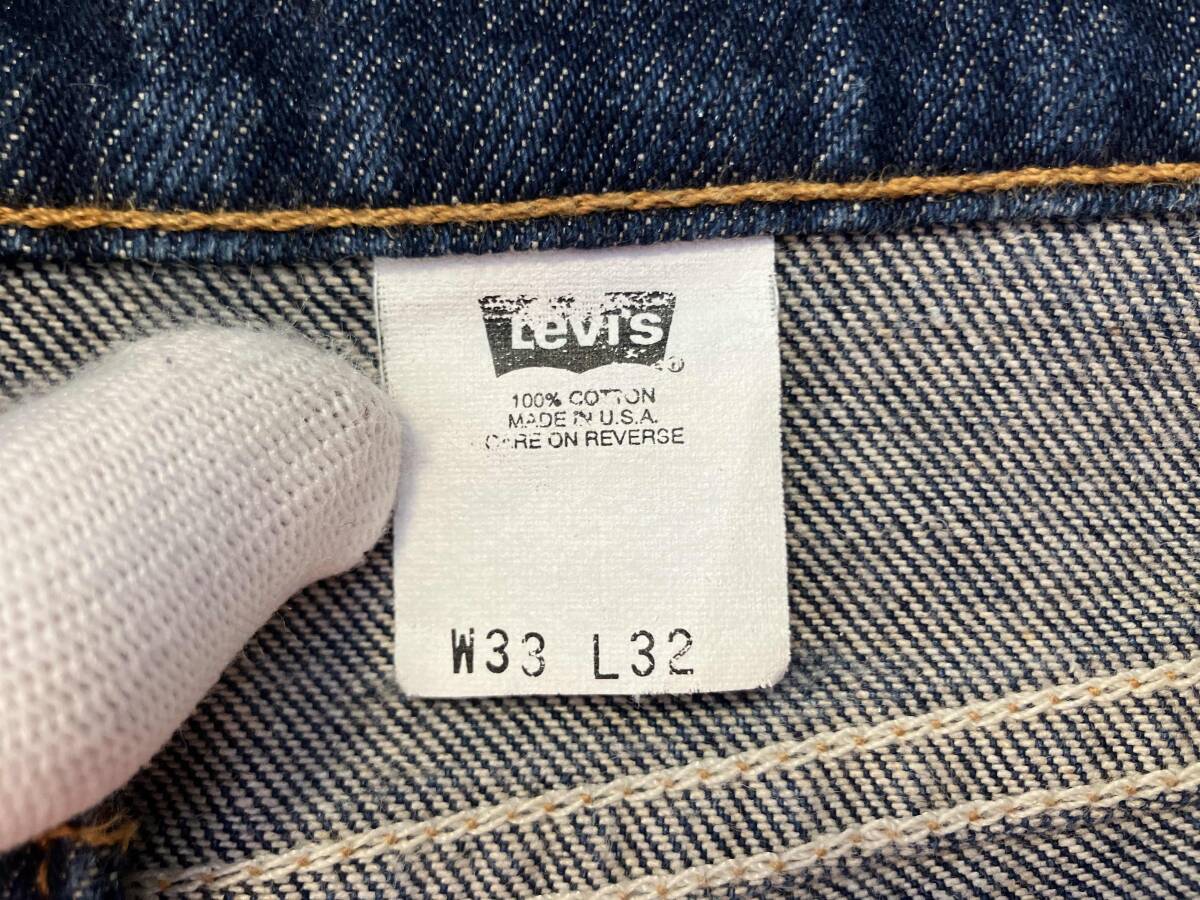 Levi's ®
100% COTTON
MADE IN U.S.A.
CARE ON REVERSE
W33 L32